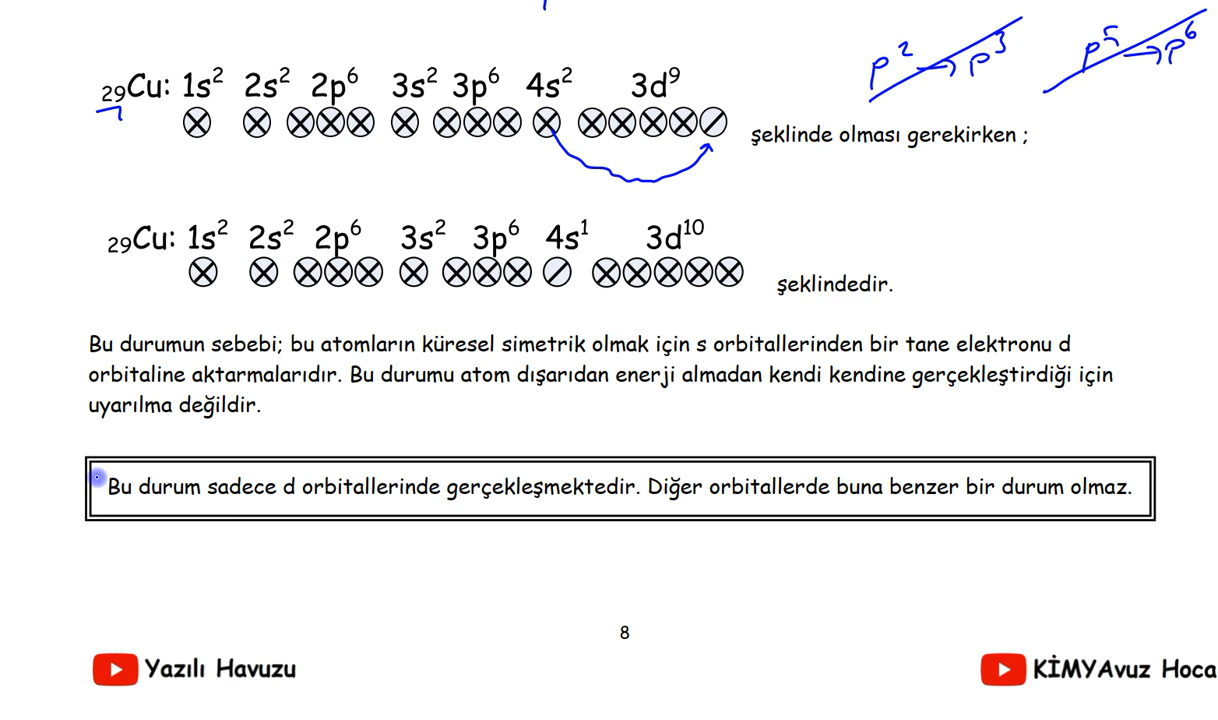 p² → p³ p⁵ → p⁶
₂₉Cu: 1s² 2s² 2p⁶ 3s² 3p⁶ 4s² 3d⁹
şeklinde olması gerekirken ;
₂₉Cu: 1s² 2s² 2p⁶ 3s² 3p⁶ 4s¹ 3d¹⁰
şeklindedir.
Bu durumun sebebi; bu atomların küresel simetrik olmak için s orbitallerinden bir tane elektronu d
orbitaline aktarmalarıdır. Bu durumu atom dışarıdan enerji almadan kendi kendine gerçekleştirdiği için
uyarılma değildir.
Bu durum sadece d orbitallerinde gerçekleşmektedir. Diğer orbitallerde buna benzer bir durum olmaz.
8
Yazılı Havuzu KİMYAvuz Hoca